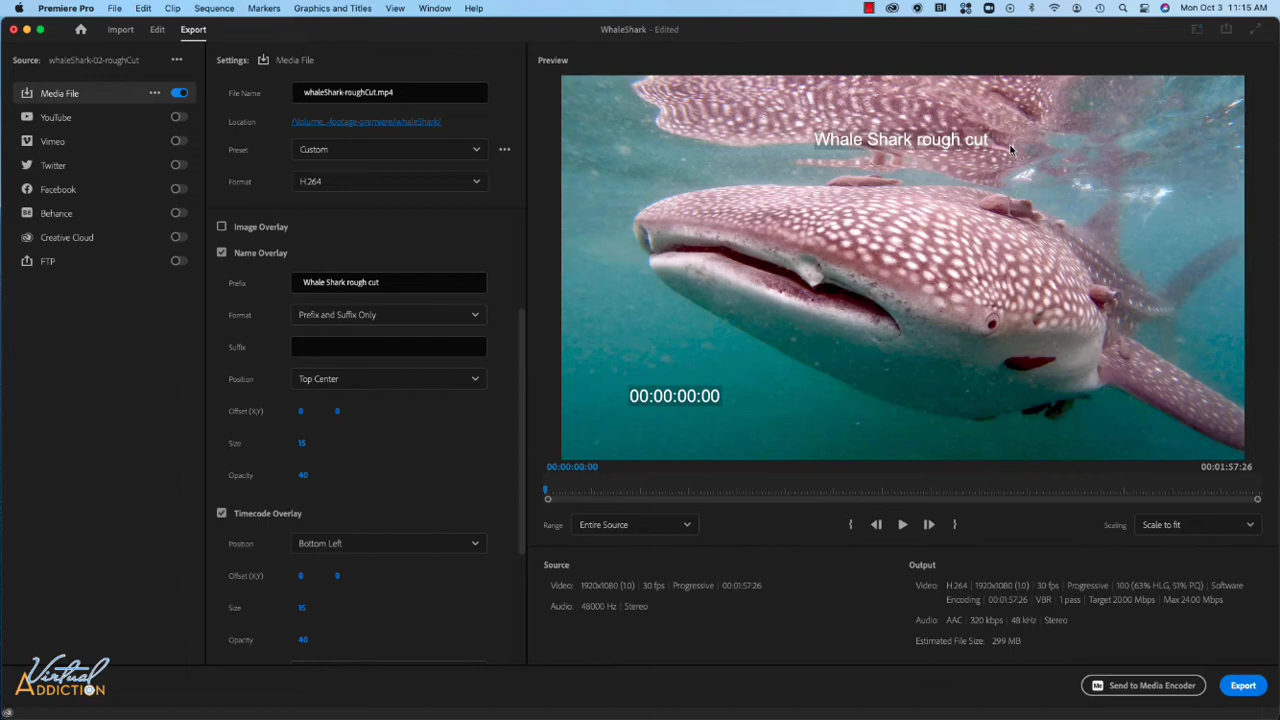 Premiere Pro File Edit Clip Sequence Markers Graphics and Titles View Window Help Mon Oct 3 11:15 AM
Import Edit Export WhaleShark - Edited
Source: whaleShark-02-roughCut ••• Settings: Media File Preview
Media File •••
YouTube
Vimeo
Twitter
Facebook
Behance
Creative Cloud
FTP
File Name whaleShark-roughCut.mp4
Location /Volume...-footage-premiere/whaleShark/
Preset Custom •••
Format H.264
Image Overlay
Name Overlay
Prefix Whale Shark rough cut
Format Prefix and Suffix Only
Suffix
Position Top Center
Offset (X,Y) 0 0
Size 15
Opacity 40
Timecode Overlay
Position Bottom Left
Offset (X,Y) 0 0
Size 15
Opacity 40
Whale Shark rough cut
00:00:00:00
00:00:00:00 00:01:57:26
Range Entire Source Scaling Scale to fit
Source
Video: 1920x1080 (1.0) | 30 fps | Progressive | 00:01:57:26
Audio: 48000 Hz | Stereo
Output
Video: H.264 | 1920x1080 (1.0) | 30 fps | Progressive | 100 (63% HLG, 51% PQ) | Software
Encoding | 00:01:57:26 | VBR | 1 pass | Target 20.00 Mbps | Max 24.00 Mbps
Audio: AAC | 320 kbps | 48 kHz | Stereo
Estimated File Size: 299 MB
Virtual
ADDICTION
Me Send to Media Encoder Export